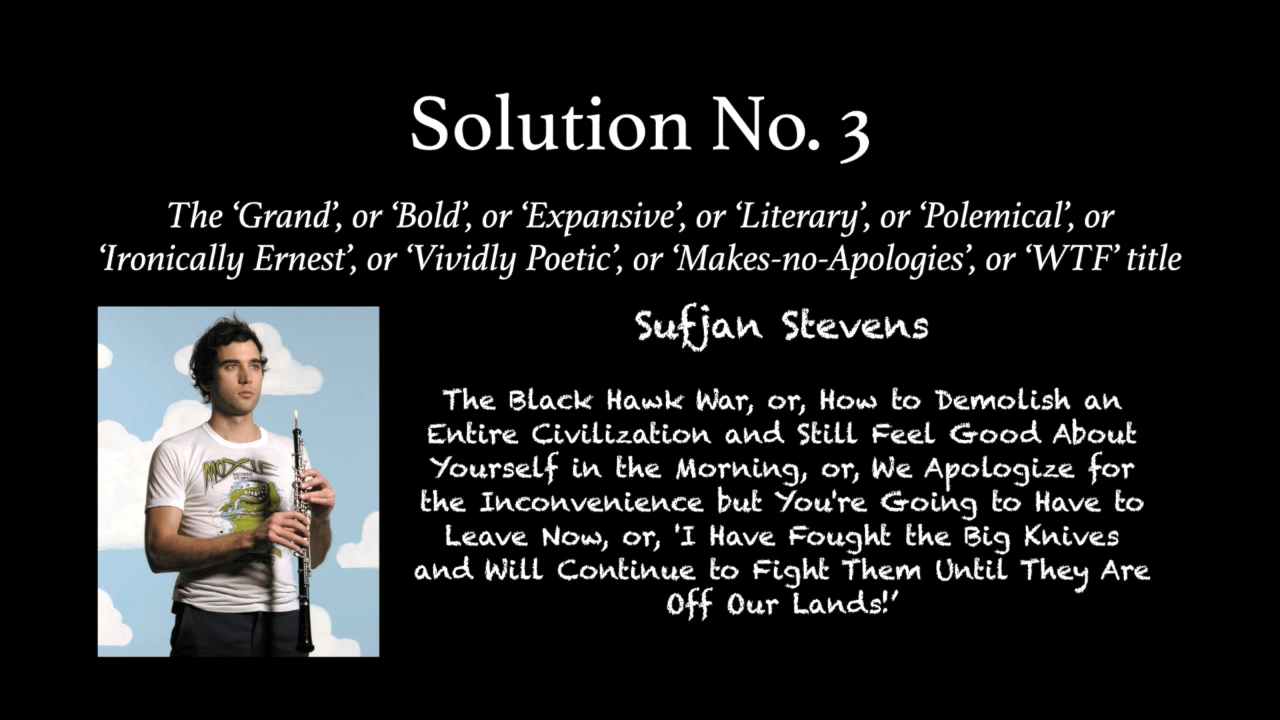 Solution No. 3
The ‘Grand’, or ‘Bold’, or ‘Expansive’, or ‘Literary’, or ‘Polemical’, or
‘Ironically Ernest’, or ‘Vividly Poetic’, or ‘Makes-no-Apologies’, or ‘WTF’ title
Sufjan Stevens
MOXIE
The Black Hawk War, or, How to Demolish an
Entire Civilization and Still Feel Good About
Yourself in the Morning, or, We Apologize for
the Inconvenience but You're Going to Have to
Leave Now, or, 'I Have Fought the Big Knives
and Will Continue to Fight Them Until They Are
Off Our Lands!’